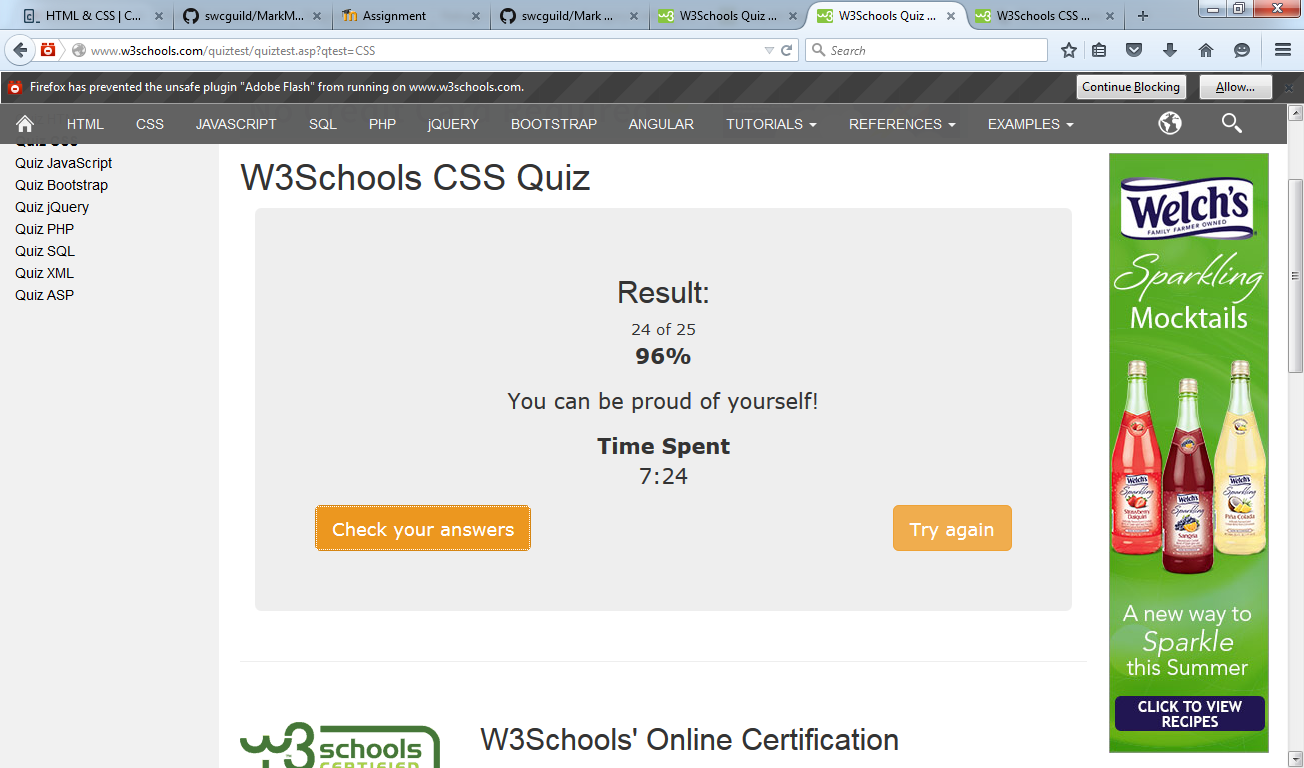 HTML & CSS | C...
swcguild/MarkM...
Assignment
swcguild/Mark ...
W3Schools Quiz ...
W3Schools Quiz ...
W3Schools CSS ...
www.w3schools.com/quiztest/quiztest.asp?qtest=CSS
Search
Firefox has prevented the unsafe plugin "Adobe Flash" from running on www.w3schools.com.
Continue Blocking
Allow...
HTML
CSS
JAVASCRIPT
SQL
PHP
jQUERY
BOOTSTRAP
ANGULAR
TUTORIALS
REFERENCES
EXAMPLES
Quiz CSS
Quiz JavaScript
Quiz Bootstrap
Quiz jQuery
Quiz PHP
Quiz SQL
Quiz XML
Quiz ASP
W3Schools CSS Quiz
Result:
24 of 25
96%
You can be proud of yourself!
Time Spent
7:24
Check your answers
Try again
w3schools
CERTIFIED
W3Schools' Online Certification
Welch's
FAMILY FARMER OWNED
Sparkling
Mocktails
Welch's
Sparkling
Strawberry
Daiquiri
Welch's
Sparkling
Sangria
Welch's
Sparkling
Piña Colada
A new way to
Sparkle
this Summer
CLICK TO VIEW
RECIPES